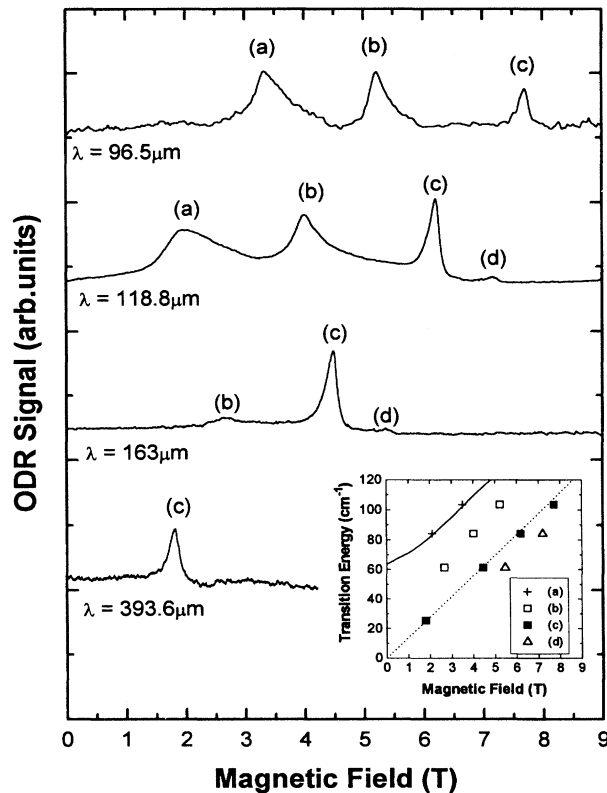 (a)
(b)
(c)
λ = 96.5μm
(a)
(b)
(c)
(d)
λ = 118.8μm
(b)
(c)
(d)
λ = 163μm
(c)
λ = 393.6μm
ODR Signal (arb.units)
0 1 2 3 4 5 6 7 8 9
Magnetic Field (T)
120
100
80
60
40
20
0
Transition Energy (cm⁻¹)
+ (a)
□ (b)
■ (c)
△ (d)
0 1 2 3 4 5 6 7 8 9
Magnetic Field (T)